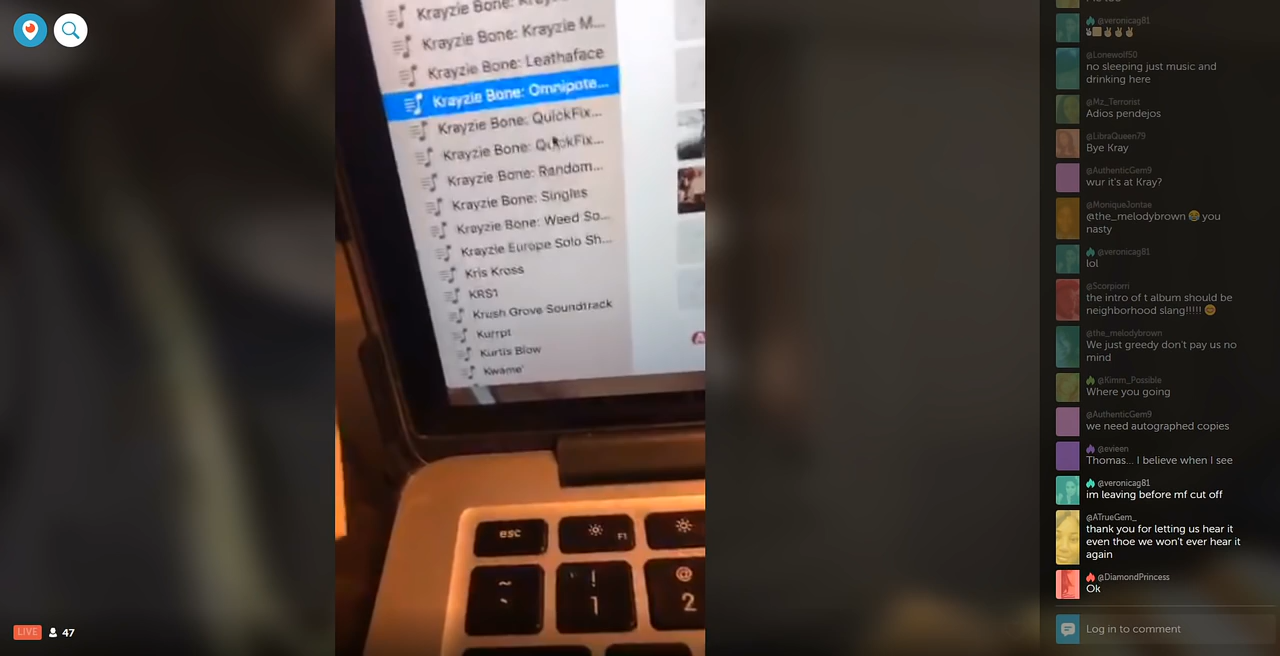 Krayzie Bone: Krayzie M...
Krayzie Bone: Leathaface
Krayzie Bone: Omnipote...
Krayzie Bone: QuickFix...
Krayzie Bone: QuickFix...
Krayzie Bone: Random...
Krayzie Bone: Singles
Krayzie Bone: Weed So...
Krayzie Europe Solo Sh...
Kris Kross
KRS1
Krush Grove Soundtrack
Kurrpt
Kurtis Blow
Kwame'
esc
F1
~
`
!
1
@
2
LIVE
47
@veronicag81
@Lonewolf50
no sleeping just music and
drinking here
@Mz_Terrorist
Adios pendejos
@LibraQueen79
Bye Kray
@AuthenticGem9
wur it's at Kray?
@MoniqueJontae
@the_melodybrown 😂 you
nasty
@veronicag81
lol
@Scorpiorri
the intro of t album should be
neighborhood slang!!!!! 😊
@the_melodybrown
We just greedy don't pay us no
mind
@Kimm_Possible
Where you going
@AuthenticGem9
we need autographed copies
@evieen
Thomas... I believe when I see
@veronicag81
im leaving before mf cut off
@ATrueGem_
thank you for letting us hear it
even thoe we won't ever hear it
again
@DiamondPrincess
Ok
Log in to comment